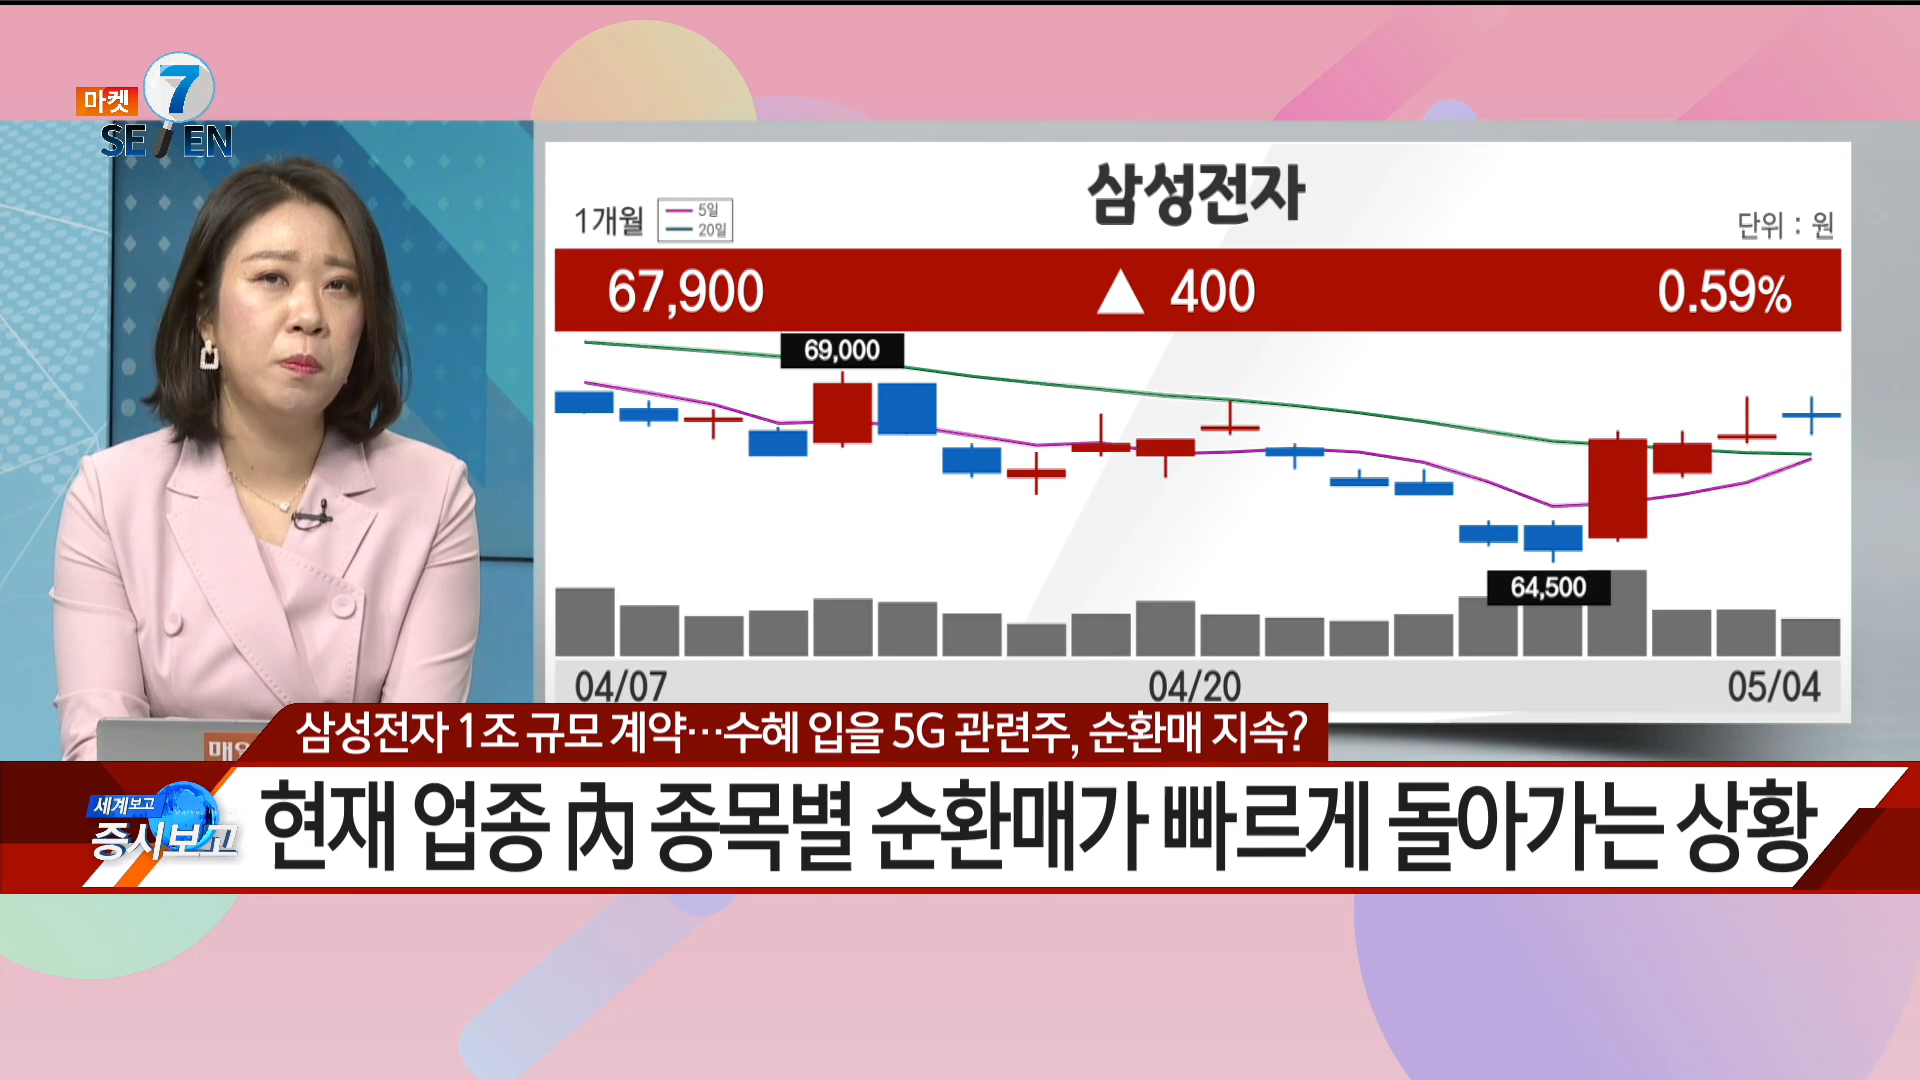 마켓
7
SE EN
삼성전자
1개월
5일
20일
단위 : 원
67,900 ▲ 400 0.59%
69,000
64,500
04/07 04/20 05/04
삼성전자 1조 규모 계약…수혜 입을 5G 관련주, 순환매 지속?
세계보고
증시보고
현재 업종 內 종목별 순환매가 빠르게 돌아가는 상황